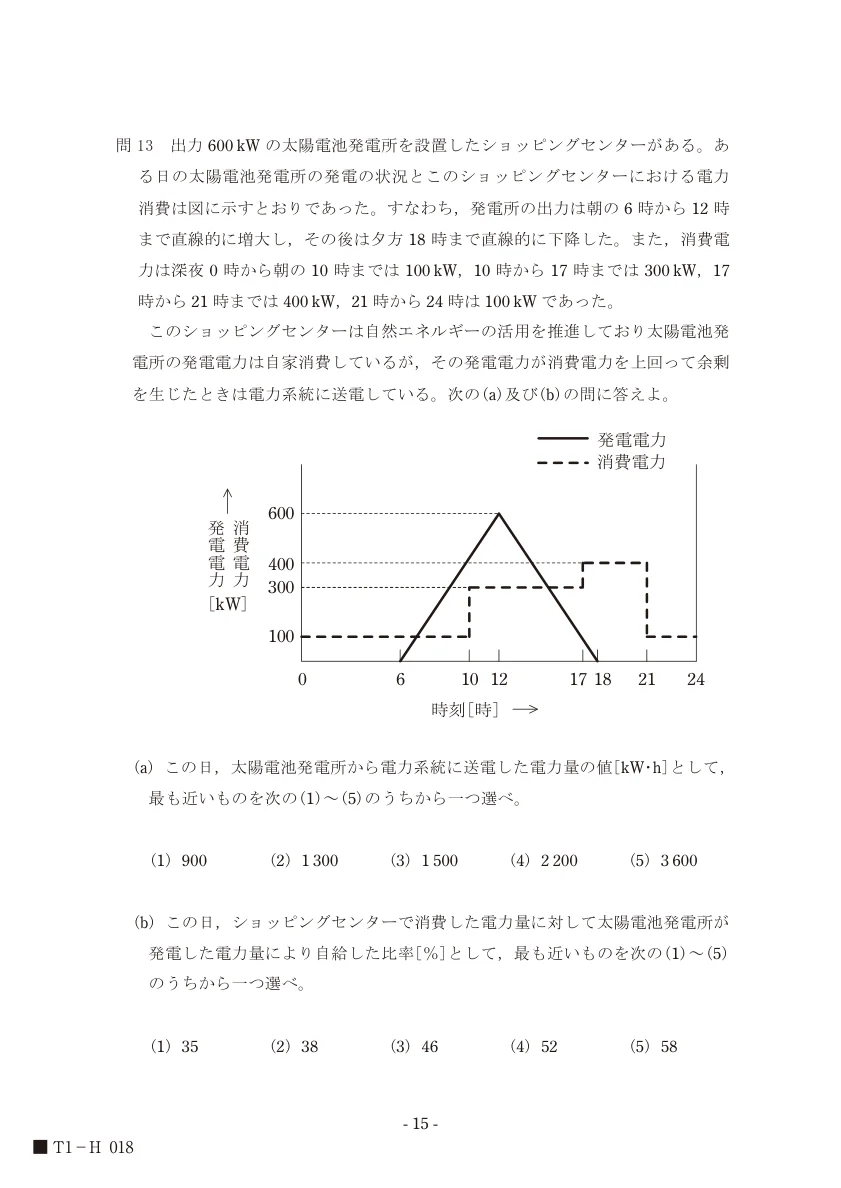 問 13 出力 600 kW の太陽電池発電所を設置したショッピングセンターがある。あ
る日の太陽電池発電所の発電の状況とこのショッピングセンターにおける電力
消費は図に示すとおりであった。すなわち，発電所の出力は朝の 6 時から 12 時
まで直線的に増大し，その後は夕方 18 時まで直線的に下降した。また，消費電
力は深夜 0 時から朝の 10 時までは 100 kW，10 時から 17 時までは 300 kW，17
時から 21 時までは 400 kW，21 時から 24 時は 100 kW であった。
このショッピングセンターは自然エネルギーの活用を推進しており太陽電池発
電所の発電電力は自家消費しているが，その発電電力が消費電力を上回って余剰
を生じたときは電力系統に送電している。次の(a)及び(b)の問に答えよ。
発電電力
消費電力
↑
消費電力
発電電力
[kW]
600
400
300
100
0 6 10 12 17 18 21 24
時刻[時] →
(a) この日，太陽電池発電所から電力系統に送電した電力量の値[kW･h]として，
最も近いものを次の(1)～(5)のうちから一つ選べ。
(1) 900 (2) 1 300 (3) 1 500 (4) 2 200 (5) 3 600
(b) この日，ショッピングセンターで消費した電力量に対して太陽電池発電所が
発電した電力量により自給した比率[％]として，最も近いものを次の(1)～(5)
のうちから一つ選べ。
(1) 35 (2) 38 (3) 46 (4) 52 (5) 58
- 15 -
■ T1－H 018